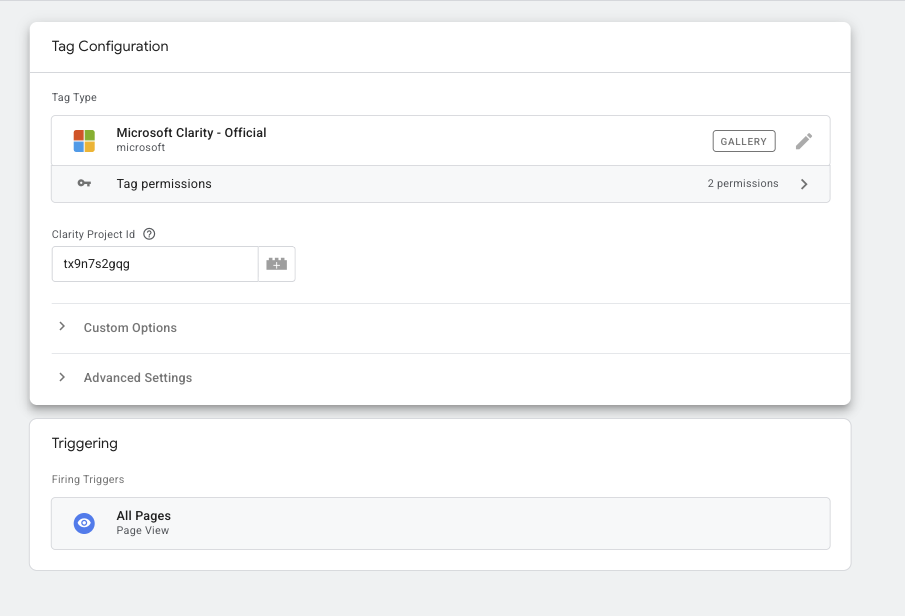 Tag Configuration
Tag Type
Microsoft Clarity - Official
microsoft
GALLERY
Tag permissions
2 permissions
Clarity Project Id
tx9n7s2gqg
Custom Options
Advanced Settings
Triggering
Firing Triggers
All Pages
Page View